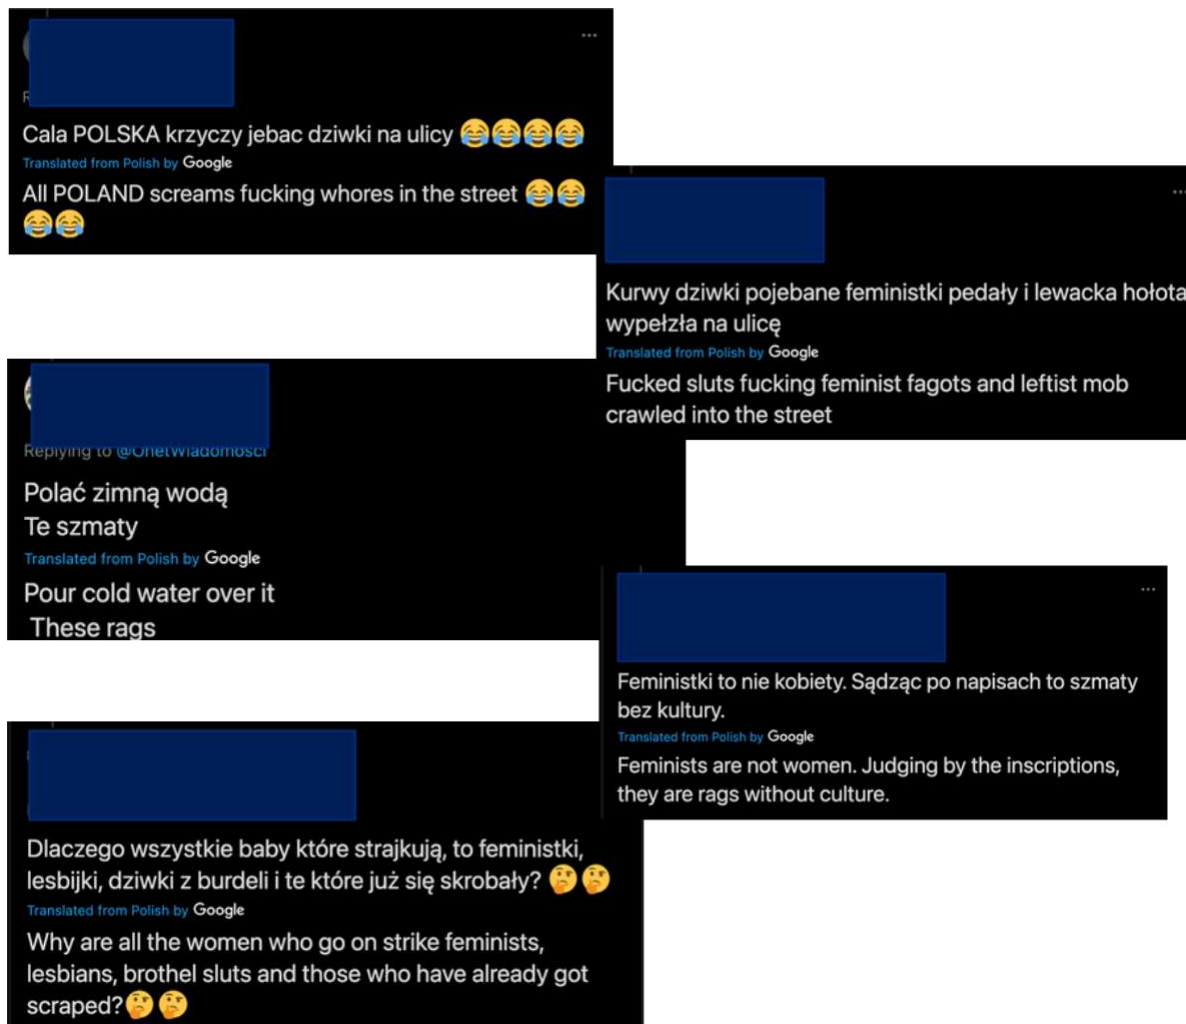 Cala POLSKA krzyczy jebac dziwki na ulicy 😂😂😂😂
Translated from Polish by Google
All POLAND screams fucking whores in the street 😂😂
😂😂
Kurwy dziwki pojebane feministki pedały i lewacka hołota
wypełzła na ulicę
Translated from Polish by Google
Fucked sluts fucking feminist fagots and leftist mob
crawled into the street
Replying to @OnetWiadomosci
Polać zimną wodą
Te szmaty
Translated from Polish by Google
Pour cold water over it
These rags
Feministki to nie kobiety. Sądząc po napisach to szmaty
bez kultury.
Translated from Polish by Google
Feminists are not women. Judging by the inscriptions,
they are rags without culture.
Dlaczego wszystkie baby które strajkują, to feministki,
lesbijki, dziwki z burdeli i te które już się skrobały? 🤔🤔
Translated from Polish by Google
Why are all the women who go on strike feminists,
lesbians, brothel sluts and those who have already got
scraped?🤔🤔